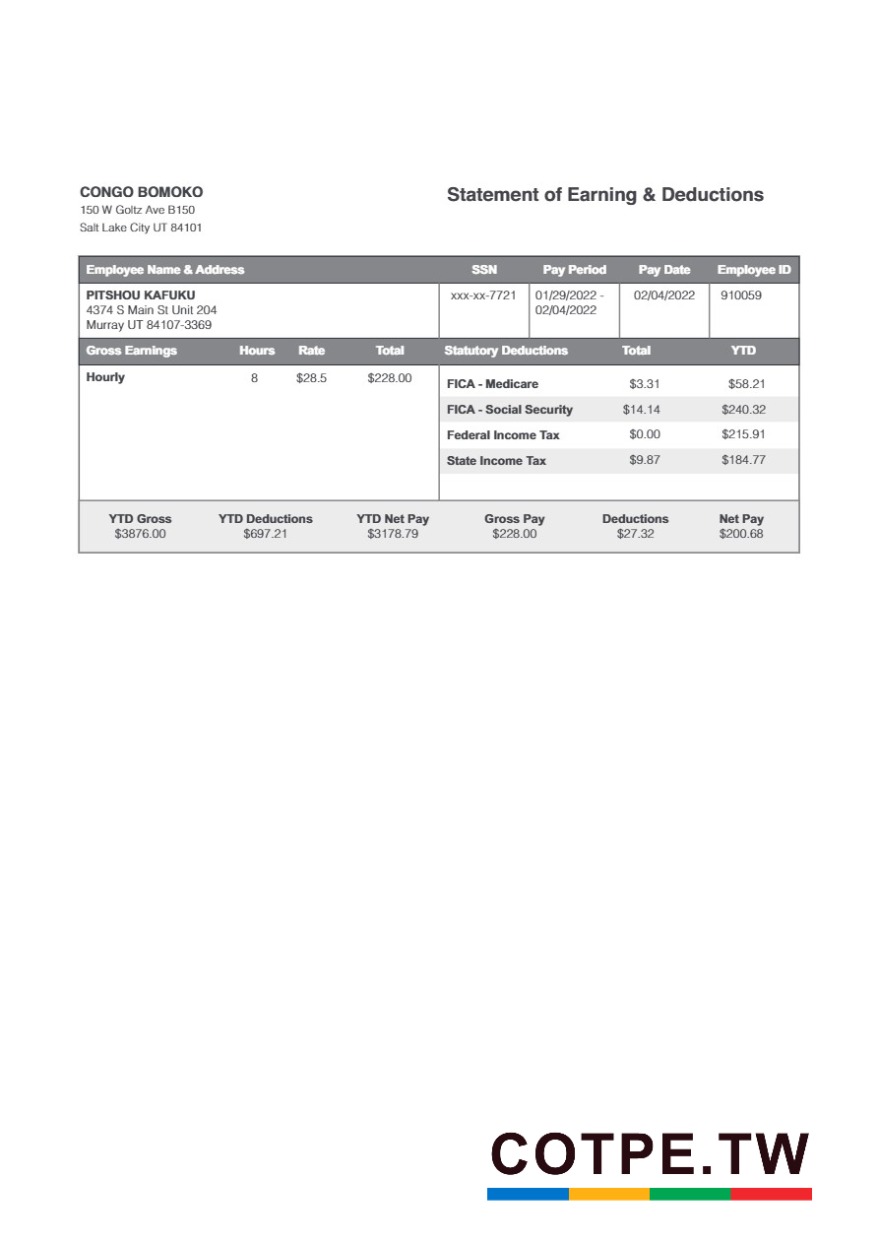 CONGO BOMOKO
150 W Goltz Ave B150
Salt Lake City UT 84101
Statement of Earning & Deductions
Employee Name & Address SSN Pay Period Pay Date Employee ID
PITSHOU KAFUKU xxx-xx-7721 01/29/2022 - 02/04/2022 910059
4374 S Main St Unit 204 02/04/2022
Murray UT 84107-3369
Gross Earnings Hours Rate Total Statutory Deductions Total YTD
Hourly 8 $28.5 $228.00
FICA - Medicare $3.31 $58.21
FICA - Social Security $14.14 $240.32
Federal Income Tax $0.00 $215.91
State Income Tax $9.87 $184.77
YTD Gross YTD Deductions YTD Net Pay Gross Pay Deductions Net Pay
$3876.00 $697.21 $3178.79 $228.00 $27.32 $200.68
COTPE.TW